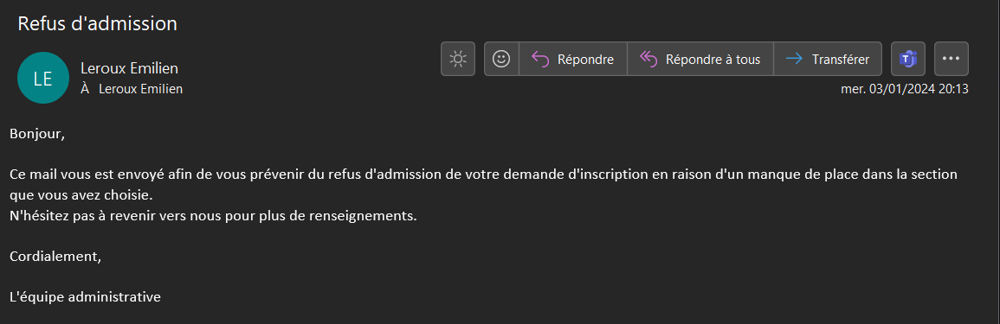 Refus d'admission
LE
Leroux Emilien
À Leroux Emilien
Répondre
Répondre à tous
Transférer
mer. 03/01/2024 20:13
Bonjour,
Ce mail vous est envoyé afin de vous prévenir du refus d'admission de votre demande d'inscription en raison d'un manque de place dans la section
que vous avez choisie.
N'hésitez pas à revenir vers nous pour plus de renseignements.
Cordialement,
L'équipe administrative